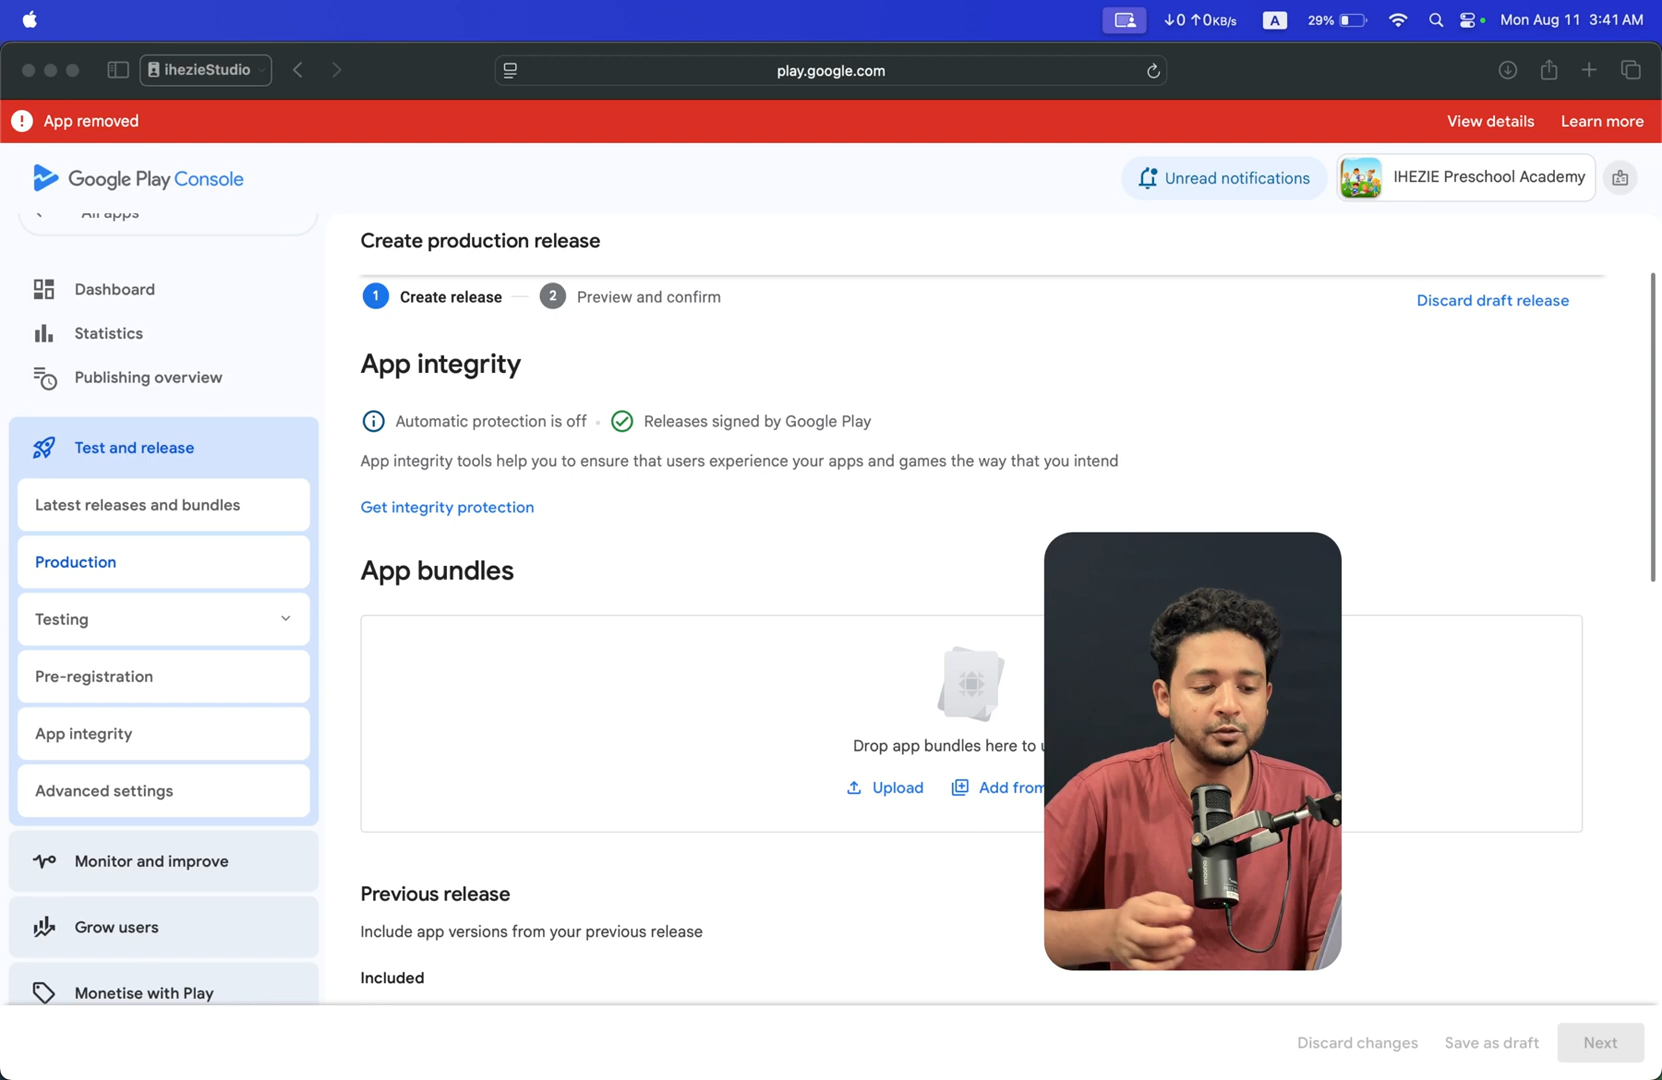 ↓0 ↑0KB/s
A
29%
Mon Aug 11 3:41 AM
ihezieStudio
play.google.com
App removed
View details
Learn more
Google Play Console
Unread notifications
IHEZIE Preschool Academy
All apps
Dashboard
Statistics
Publishing overview
Test and release
Latest releases and bundles
Production
Testing
Pre-registration
App integrity
Advanced settings
Monitor and improve
Grow users
Monetise with Play
Create production release
1 Create release
2 Preview and confirm
Discard draft release
App integrity
Automatic protection is off
Releases signed by Google Play
App integrity tools help you to ensure that users experience your apps and games the way that you intend
Get integrity protection
App bundles
Drop app bundles here to
Upload
Add from
Previous release
Include app versions from your previous release
Included
Discard changes
Save as draft
Next